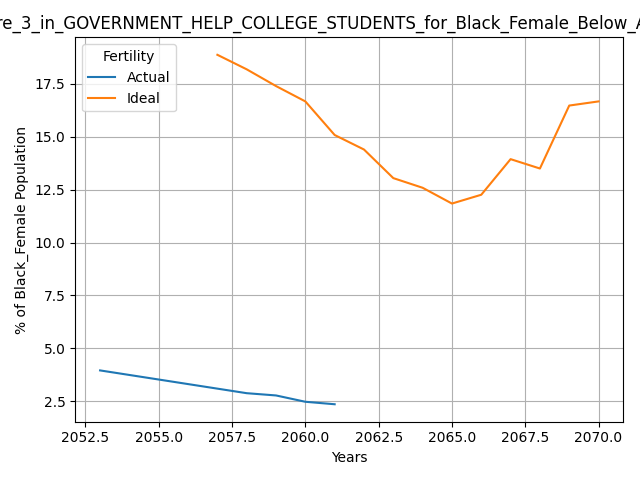 re_3_in_GOVERNMENT_HELP_COLLEGE_STUDENTS_for_Black_Female_Below_A
Fertility
Actual
Ideal
17.5
15.0
12.5
10.0
7.5
5.0
2.5
% of Black_Female Population
2052.5 2055.0 2057.5 2060.0 2062.5 2065.0 2067.5 2070.0
Years